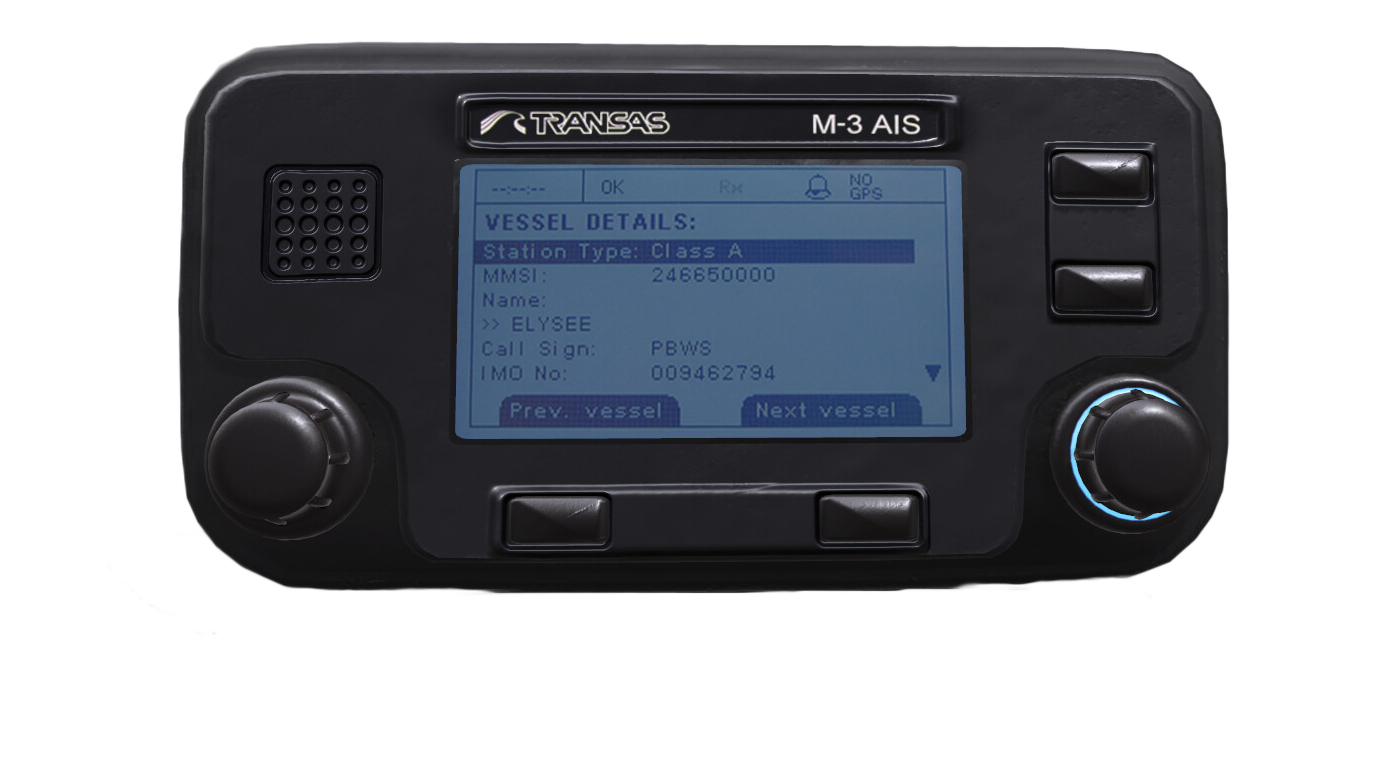 TRANSAS M-3 AIS
--:--:-- OK Rx NO GPS
VESSEL DETAILS:
Station Type: Class A
MMSI: 246650000
Name:
>> ELYSEE
Call Sign: PBWS
IMO No: 009462794
Prev. vessel Next vessel